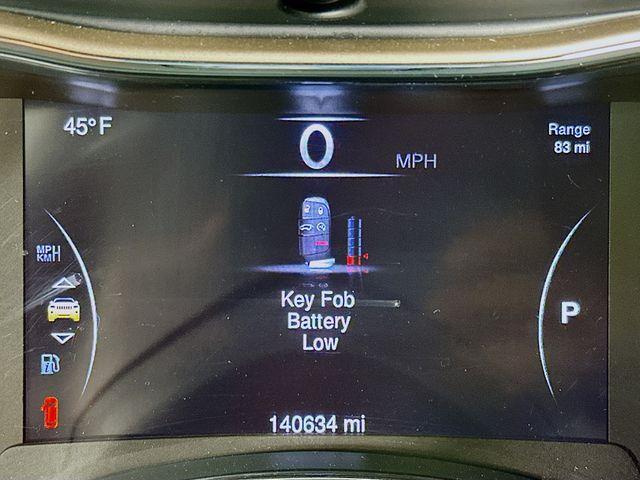 45°F
0
MPH
Range
83 mi
MPH
KMH
Key Fob
Battery
Low
P
140634 mi